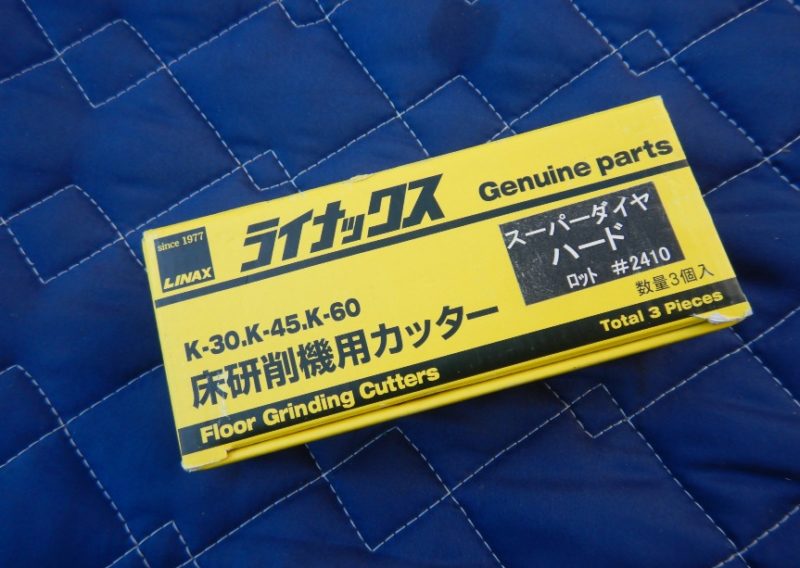 since 1977
LINAX
ライナックス
Genuine parts
スーパーダイヤ
ハード
ロット #2410
数量3個入
K-30.K-45.K-60
床研削機用カッター
Floor Grinding Cutters
Total 3 Pieces